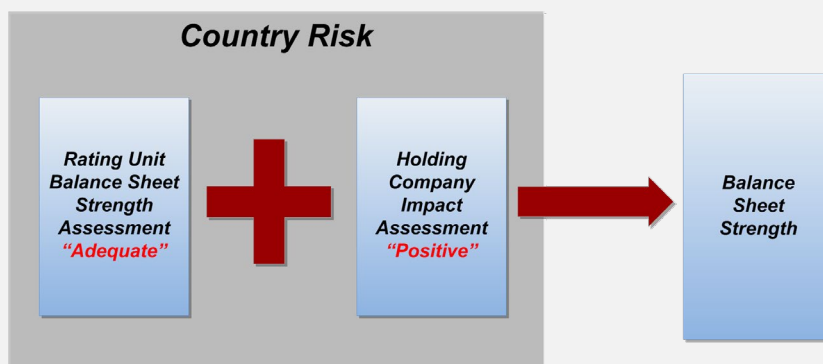 Country Risk
Rating Unit
Balance Sheet
Strength
Assessment
“Adequate”
Holding
Company
Impact
Assessment
“Positive”
Balance
Sheet
Strength